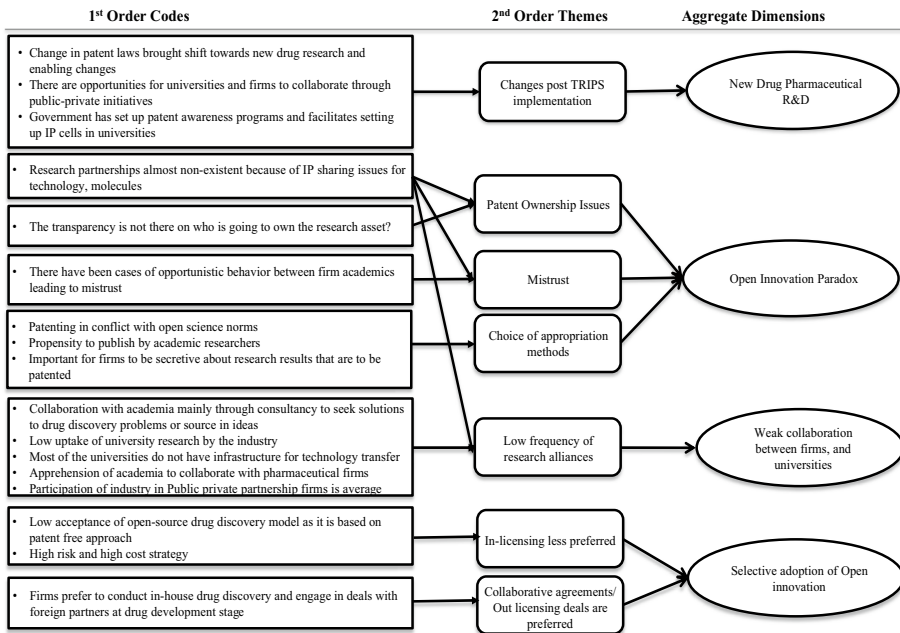 1st Order Codes
2nd Order Themes
Aggregate Dimensions
• Change in patent laws brought shift towards new drug research and
enabling changes
• There are opportunities for universities and firms to collaborate through
public-private initiatives
• Government has set up patent awareness programs and facilitates setting
up IP cells in universities
Changes post TRIPS
implementation
New Drug Pharmaceutical
R&D
• Research partnerships almost non-existent because of IP sharing issues for
technology, molecules
• The transparency is not there on who is going to own the research asset?
Patent Ownership Issues
• There have been cases of opportunistic behavior between firm academics
leading to mistrust
Mistrust
Open Innovation Paradox
• Patenting in conflict with open science norms
• Propensity to publish by academic researchers
• Important for firms to be secretive about research results that are to be
patented
Choice of appropriation
methods
• Collaboration with academia mainly through consultancy to seek solutions
to drug discovery problems or source in ideas
• Low uptake of university research by the industry
• Most of the universities do not have infrastructure for technology transfer
• Apprehension of academia to collaborate with pharmaceutical firms
• Participation of industry in Public private partnership firms is average
Low frequency of
research alliances
Weak collaboration
between firms, and
universities
• Low acceptance of open-source drug discovery model as it is based on
patent free approach
• High risk and high cost strategy
In-licensing less preferred
Selective adoption of Open
innovation
• Firms prefer to conduct in-house drug discovery and engage in deals with
foreign partners at drug development stage
Collaborative agreements/
Out licensing deals are
preferred